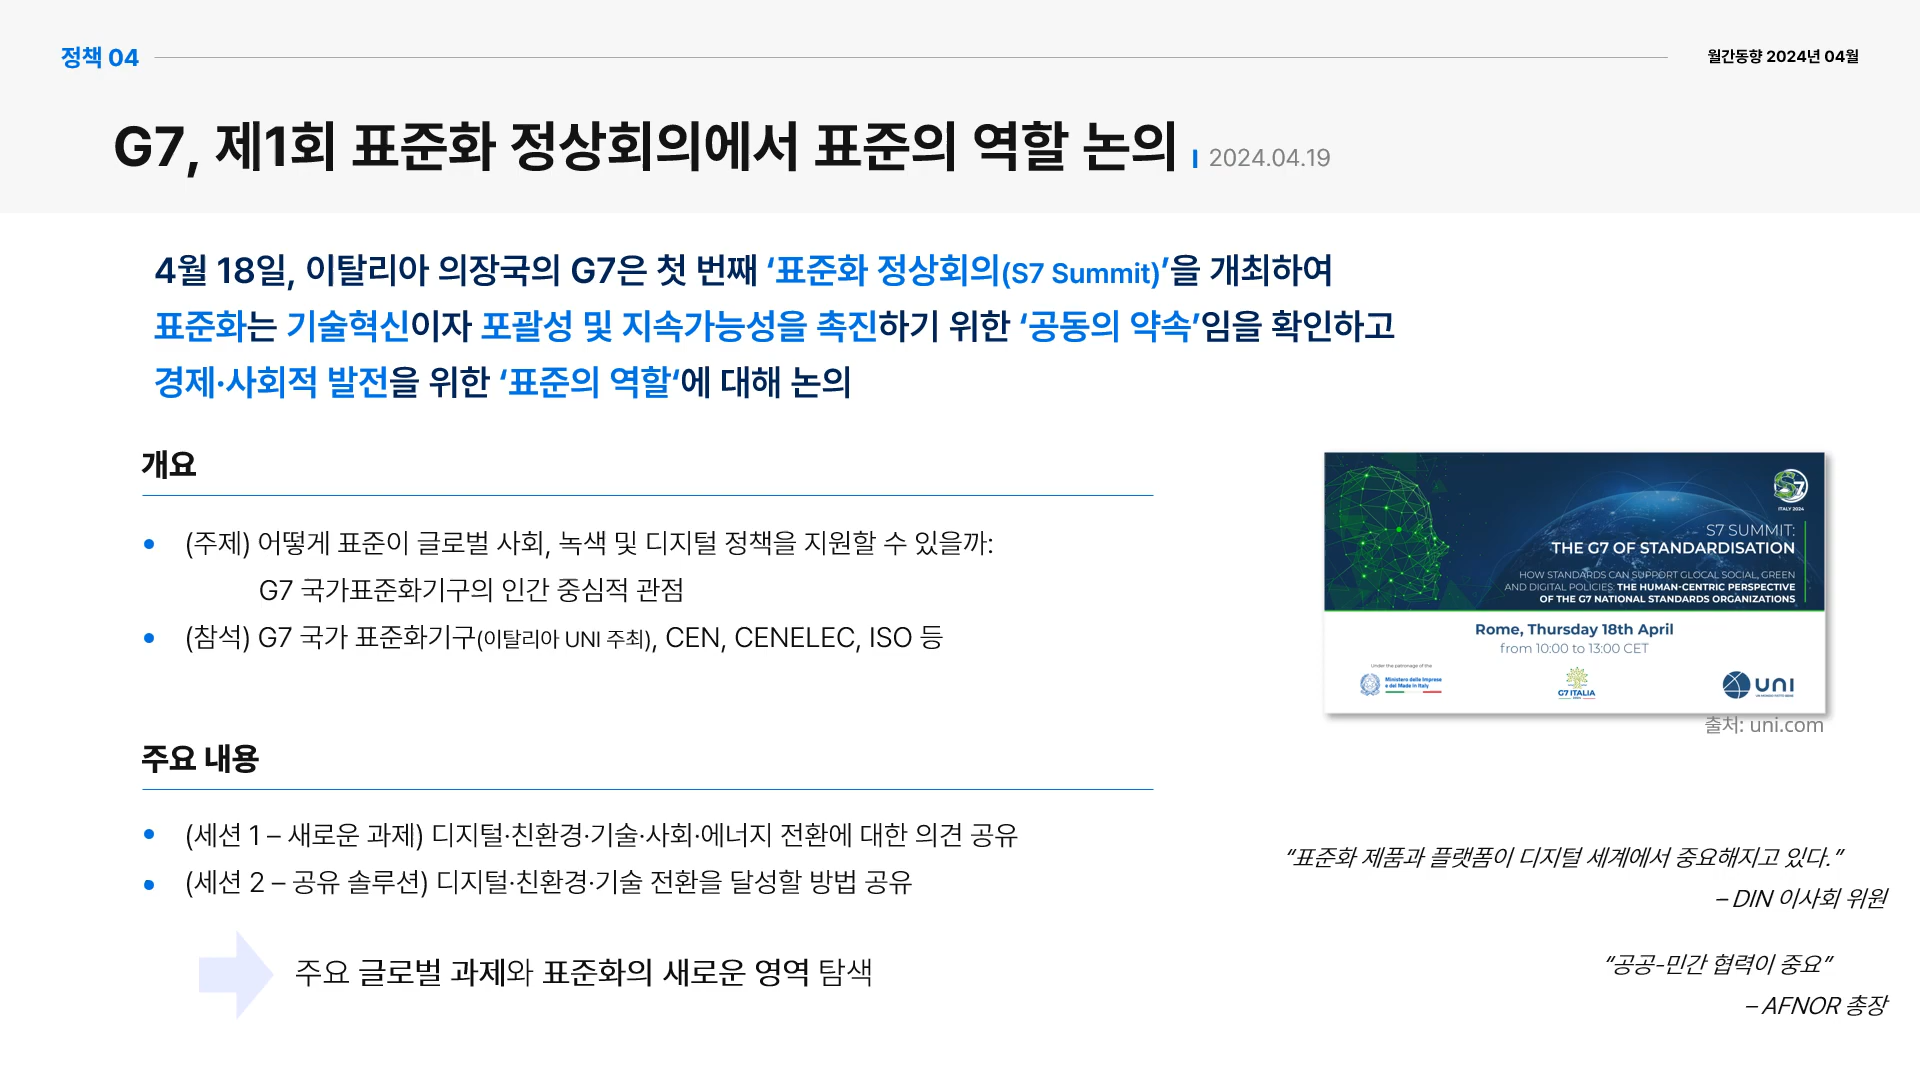 정책 04
월간동향 2024년 04월
G7, 제1회 표준화 정상회의에서 표준의 역할 논의
2024.04.19
4월 18일, 이탈리아 의장국의 G7은 첫 번째 ‘표준화 정상회의(S7 Summit)’을 개최하여
표준화는 기술혁신이자 포괄성 및 지속가능성을 촉진하기 위한 ‘공동의 약속’임을 확인하고
경제·사회적 발전을 위한 ‘표준의 역할‘에 대해 논의
개요
• (주제) 어떻게 표준이 글로벌 사회, 녹색 및 디지털 정책을 지원할 수 있을까:
G7 국가표준화기구의 인간 중심적 관점
• (참석) G7 국가 표준화기구(이탈리아 UNI 주최), CEN, CENELEC, ISO 등
S7
ITALY 2024
S7 SUMMIT:
THE G7 OF STANDARDISATION
HOW STANDARDS CAN SUPPORT GLOCAL SOCIAL, GREEN
AND DIGITAL POLICIES: THE HUMAN-CENTRIC PERSPECTIVE
OF THE G7 NATIONAL STANDARDS ORGANIZATIONS
Rome, Thursday 18th April
from 10:00 to 13:00 CET
Under the patronage of the
Ministero delle Imprese
e del Made in Italy
G7 ITALIA
2024
UNI
출처: uni.com
주요 내용
• (세션 1 – 새로운 과제) 디지털·친환경·기술·사회·에너지 전환에 대한 의견 공유
• (세션 2 – 공유 솔루션) 디지털·친환경·기술 전환을 달성할 방법 공유
주요 글로벌 과제와 표준화의 새로운 영역 탐색
“표준화 제품과 플랫폼이 디지털 세계에서 중요해지고 있다.”
– DIN 이사회 위원
“공공-민간 협력이 중요”
– AFNOR 총장